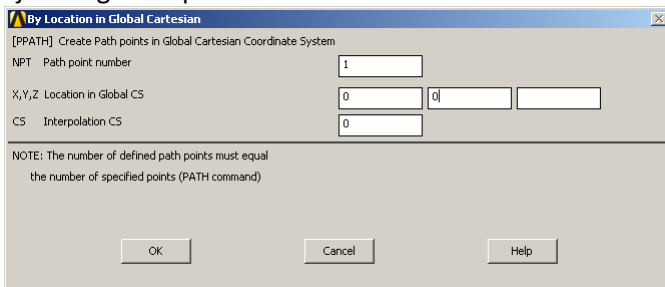 By Location in Global Cartesian
[PPATH] Create Path points in Global Cartesian Coordinate System
NPT Path point number 1
X,Y,Z Location in Global CS 0 0
CS Interpolation CS 0
NOTE: The number of defined path points must equal
the number of specified points (PATH command)
OK Cancel Help